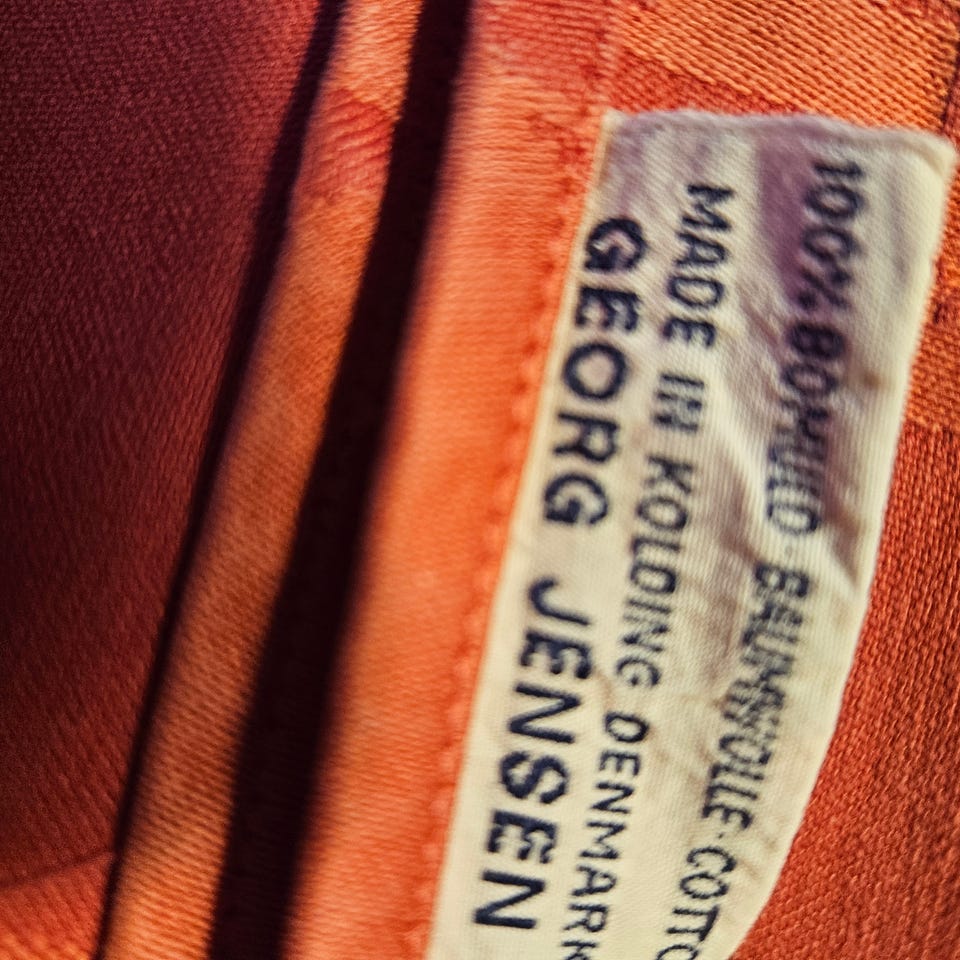 100% BOMULD·BAUMWOLLE·COTTO
MADE IN KOLDING DENMARK
GEORG JENSEN